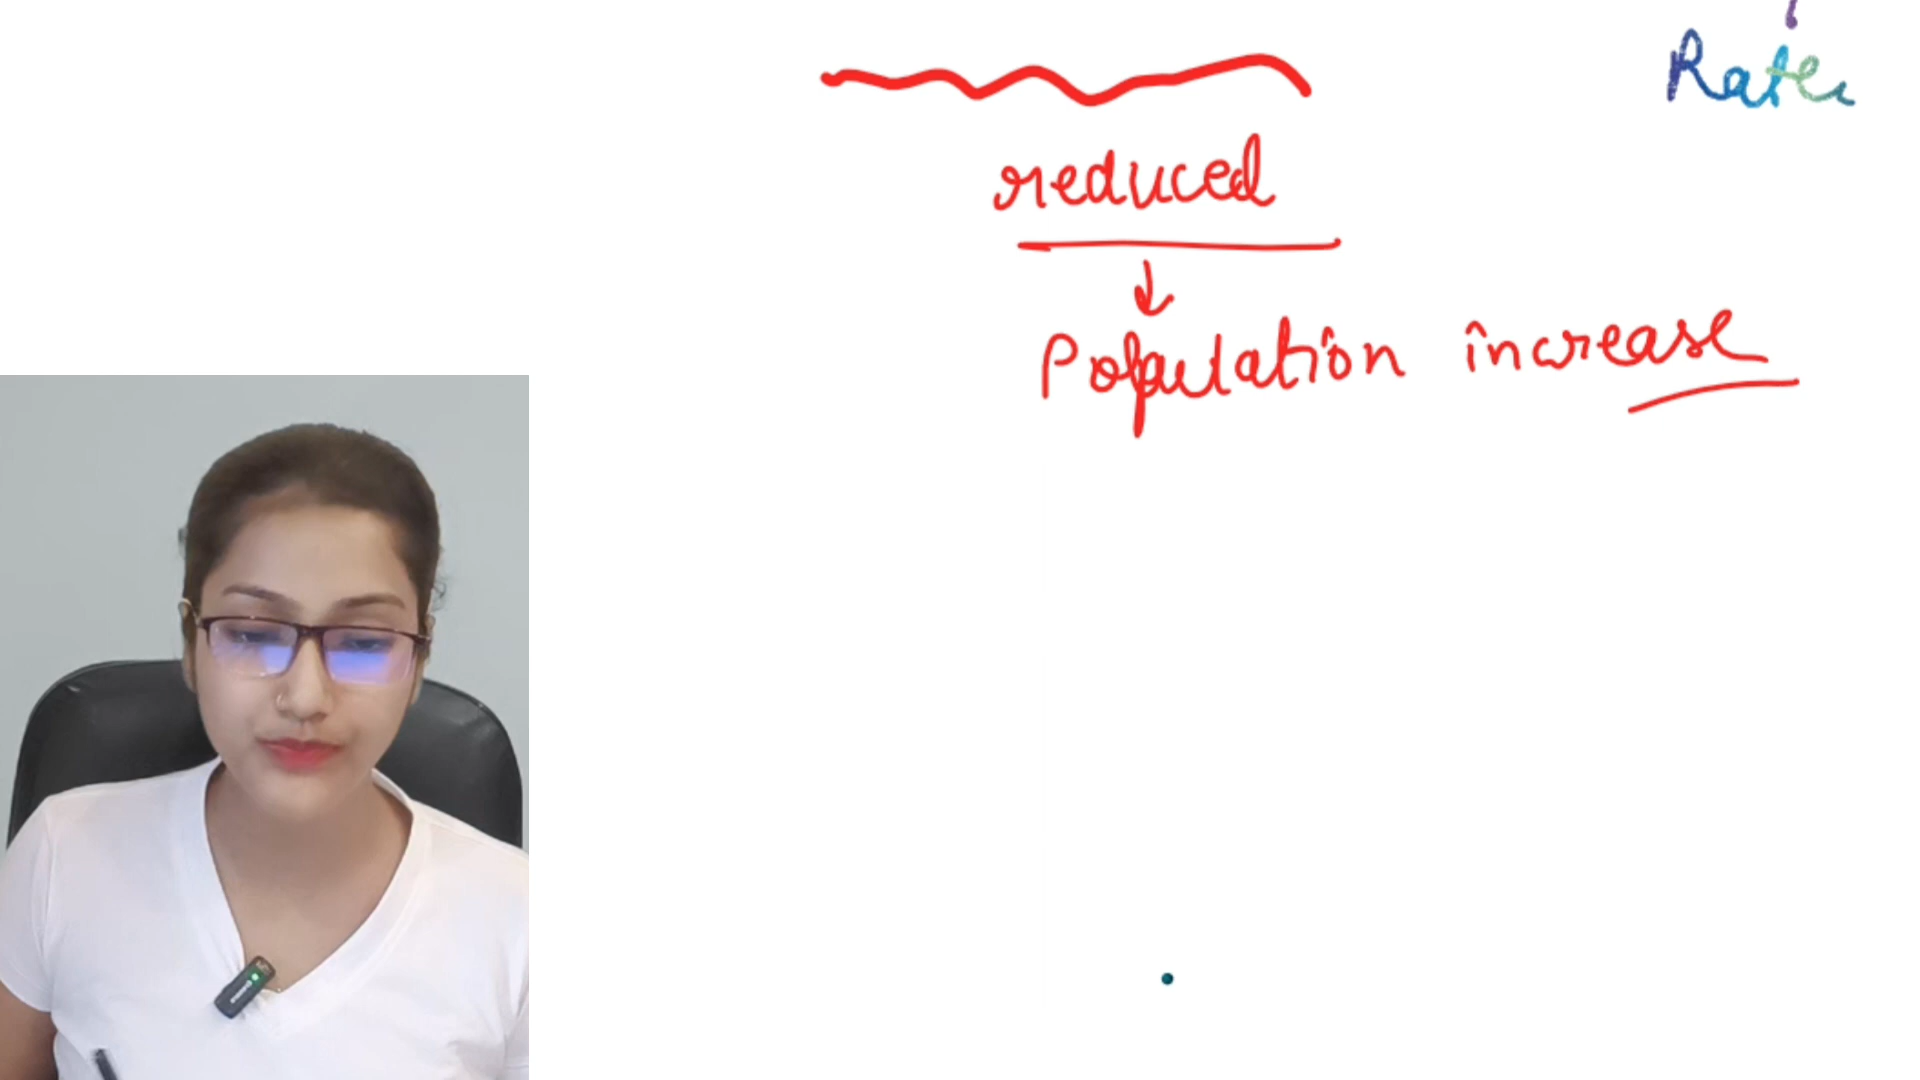 Rate
reduced
Population increase